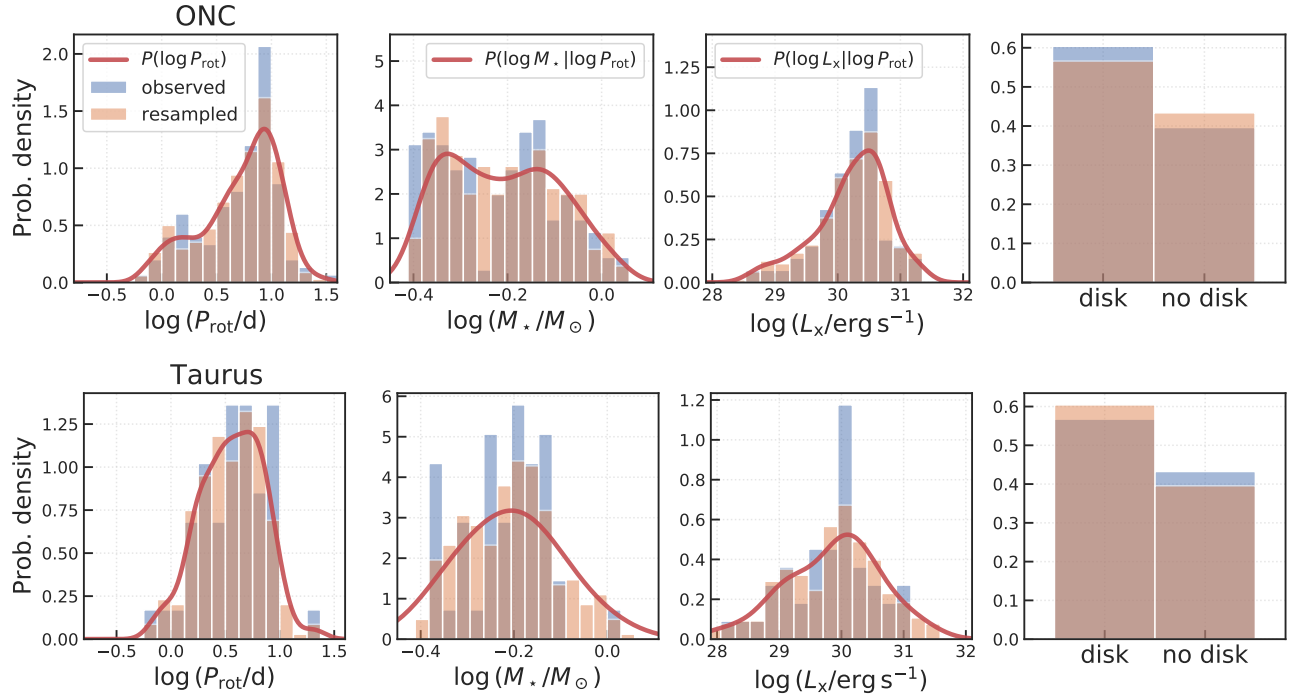 ONC
P(log P_rot)
observed
resampled
P(log M⋆|log P_rot)
P(log L_x|log P_rot)
Prob. density
0.0 0.5 1.0 1.5 2.0
−0.5 0.0 0.5 1.0 1.5
log (P_rot/d)
0 1 2 3 4 5
−0.4 −0.2 0.0
log (M⋆/M⊙)
0.00 0.25 0.50 0.75 1.00 1.25
28 29 30 31 32
log (L_x/erg s⁻¹)
0.0 0.1 0.2 0.3 0.4 0.5 0.6
disk no disk
Taurus
Prob. density
0.00 0.25 0.50 0.75 1.00 1.25
−0.5 0.0 0.5 1.0 1.5
log (P_rot/d)
0 1 2 3 4 5 6
−0.4 −0.2 0.0
log (M⋆/M⊙)
0.0 0.2 0.4 0.6 0.8 1.0 1.2
28 29 30 31 32
log (L_x/erg s⁻¹)
0.0 0.1 0.2 0.3 0.4 0.5 0.6
disk no disk